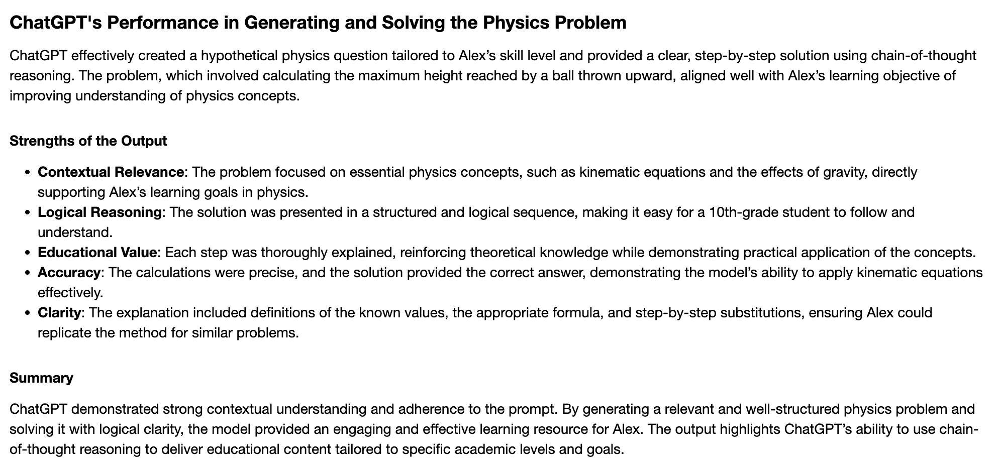 ChatGPT's Performance in Generating and Solving the Physics Problem
ChatGPT effectively created a hypothetical physics question tailored to Alex’s skill level and provided a clear, step-by-step solution using chain-of-thought
reasoning. The problem, which involved calculating the maximum height reached by a ball thrown upward, aligned well with Alex’s learning objective of
improving understanding of physics concepts.
Strengths of the Output
• Contextual Relevance: The problem focused on essential physics concepts, such as kinematic equations and the effects of gravity, directly
supporting Alex’s learning goals in physics.
• Logical Reasoning: The solution was presented in a structured and logical sequence, making it easy for a 10th-grade student to follow and
understand.
• Educational Value: Each step was thoroughly explained, reinforcing theoretical knowledge while demonstrating practical application of the concepts.
• Accuracy: The calculations were precise, and the solution provided the correct answer, demonstrating the model’s ability to apply kinematic equations
effectively.
• Clarity: The explanation included definitions of the known values, the appropriate formula, and step-by-step substitutions, ensuring Alex could
replicate the method for similar problems.
Summary
ChatGPT demonstrated strong contextual understanding and adherence to the prompt. By generating a relevant and well-structured physics problem and
solving it with logical clarity, the model provided an engaging and effective learning resource for Alex. The output highlights ChatGPT’s ability to use chain-
of-thought reasoning to deliver educational content tailored to specific academic levels and goals.